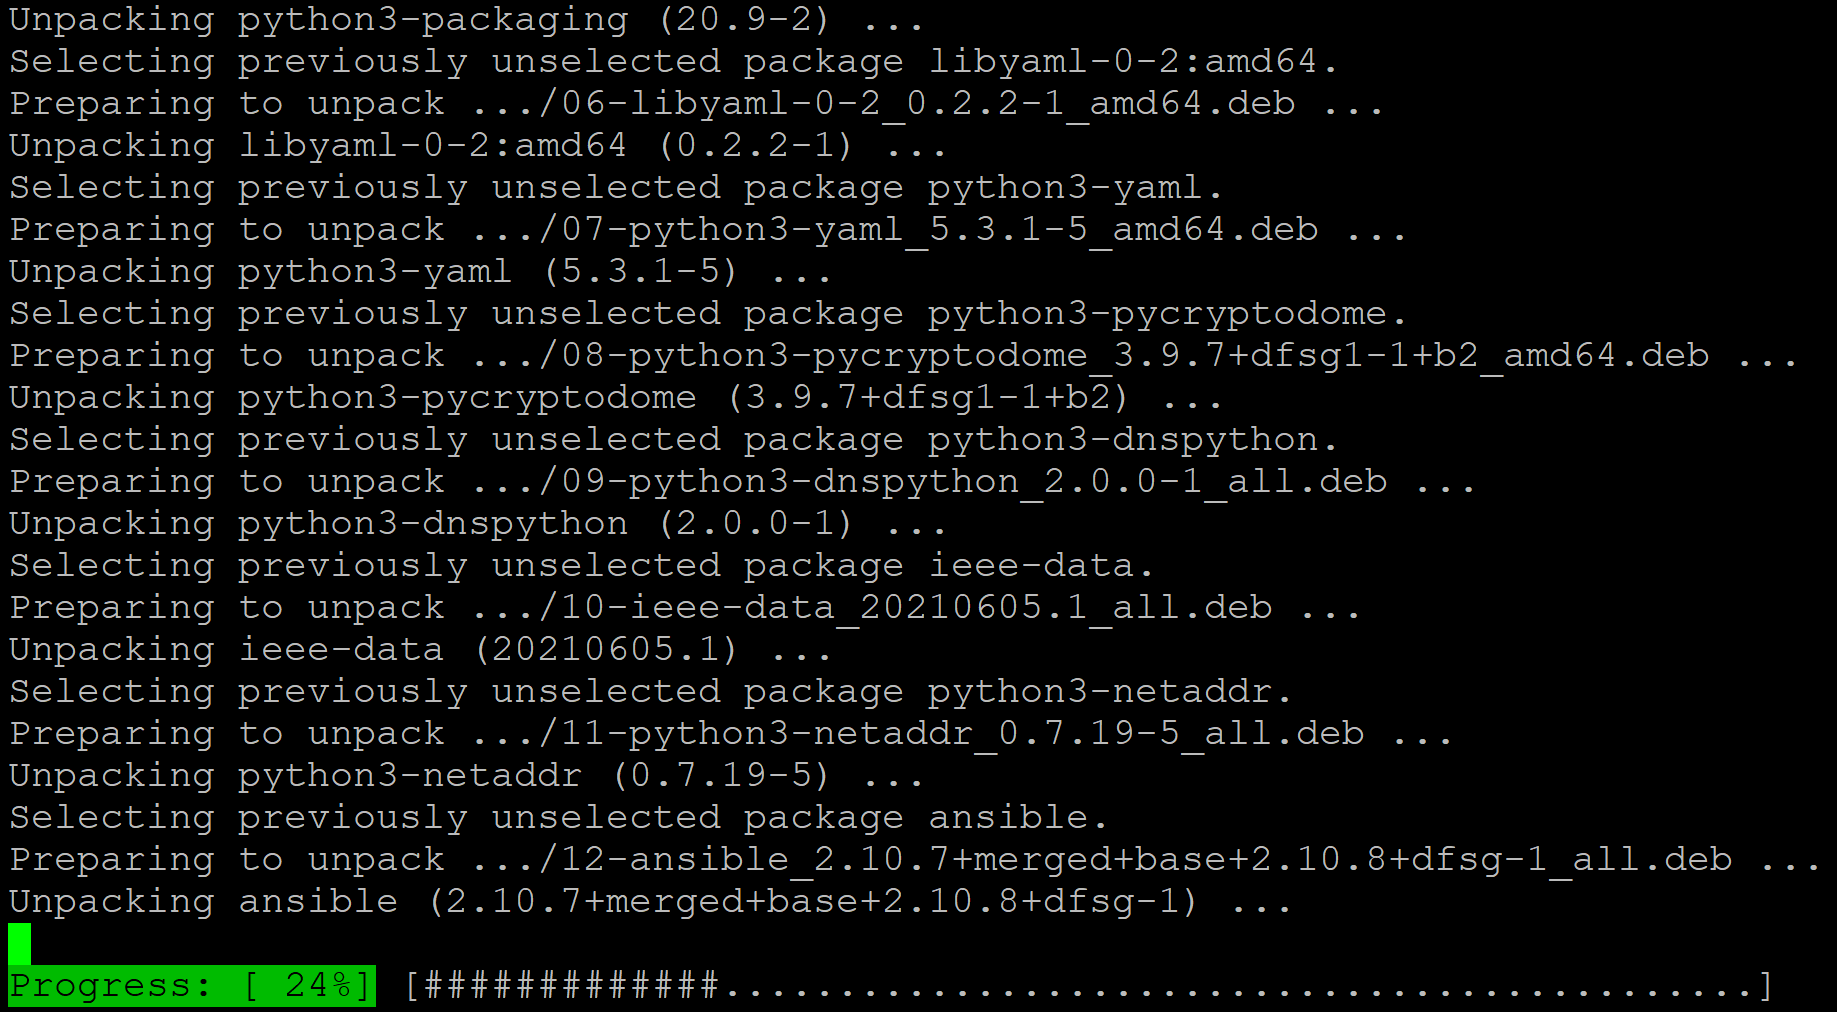 Unpacking python3-packaging (20.9-2) ...
Selecting previously unselected package libyaml-0-2:amd64.
Preparing to unpack .../06-libyaml-0-2_0.2.2-1_amd64.deb ...
Unpacking libyaml-0-2:amd64 (0.2.2-1) ...
Selecting previously unselected package python3-yaml.
Preparing to unpack .../07-python3-yaml_5.3.1-5_amd64.deb ...
Unpacking python3-yaml (5.3.1-5) ...
Selecting previously unselected package python3-pycryptodome.
Preparing to unpack .../08-python3-pycryptodome_3.9.7+dfsg1-1+b2_amd64.deb ...
Unpacking python3-pycryptodome (3.9.7+dfsg1-1+b2) ...
Selecting previously unselected package python3-dnspython.
Preparing to unpack .../09-python3-dnspython_2.0.0-1_all.deb ...
Unpacking python3-dnspython (2.0.0-1) ...
Selecting previously unselected package ieee-data.
Preparing to unpack .../10-ieee-data_20210605.1_all.deb ...
Unpacking ieee-data (20210605.1) ...
Selecting previously unselected package python3-netaddr.
Preparing to unpack .../11-python3-netaddr_0.7.19-5_all.deb ...
Unpacking python3-netaddr (0.7.19-5) ...
Selecting previously unselected package ansible.
Preparing to unpack .../12-ansible_2.10.7+merged+base+2.10.8+dfsg-1_all.deb ...
Unpacking ansible (2.10.7+merged+base+2.10.8+dfsg-1) ...
Progress: [ 24%] [#############.............................................]